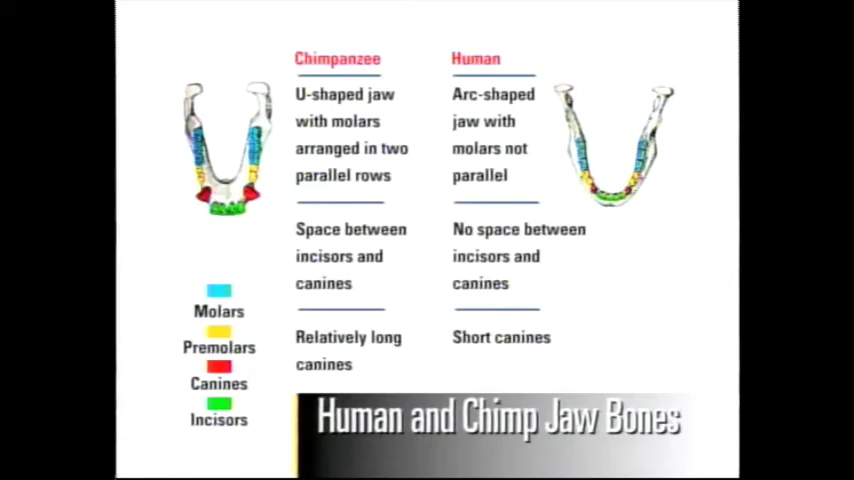 Chimpanzee
U-shaped jaw
with molars
arranged in two
parallel rows
Space between
incisors and
canines
Relatively long
canines
Human
Arc-shaped
jaw with
molars not
parallel
No space between
incisors and
canines
Short canines
Molars
Premolars
Canines
Incisors
Human and Chimp Jaw Bones